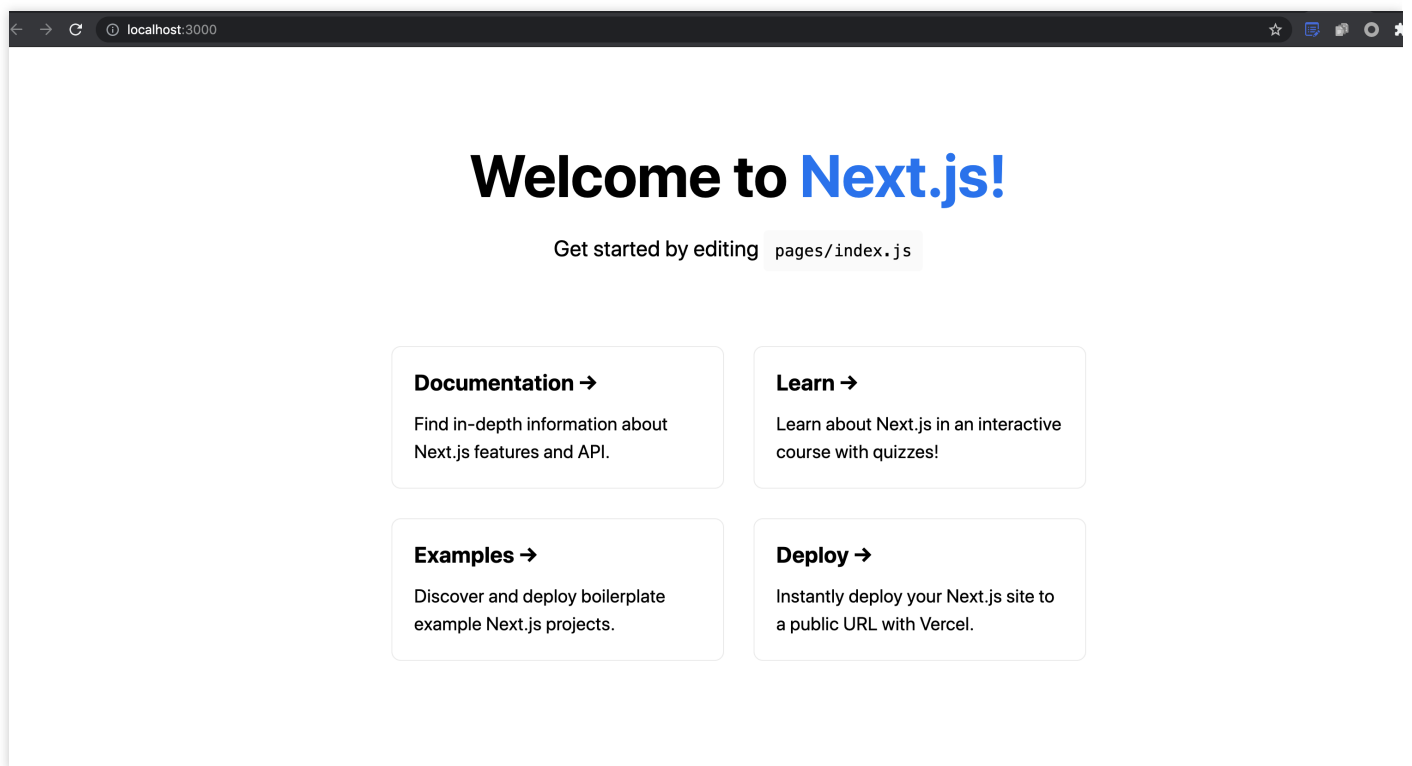 localhost:3000
Welcome to Next.js!
Get started by editing pages/index.js
Documentation →
Find in-depth information about
Next.js features and API.
Learn →
Learn about Next.js in an interactive
course with quizzes!
Examples →
Discover and deploy boilerplate
example Next.js projects.
Deploy →
Instantly deploy your Next.js site to
a public URL with Vercel.